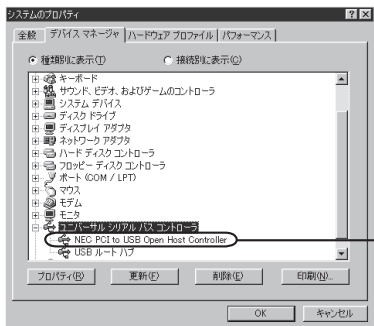 システムのプロパティ
全般 デバイス マネージャ ハードウェア プロファイル パフォーマンス
種類別に表示(T) 接続別に表示(C)
キーボード
サウンド、ビデオ、およびゲームのコントローラ
システム デバイス
ディスク ドライブ
ディスプレイ アダプタ
ネットワーク アダプタ
ハード ディスク コントローラ
フロッピー ディスク コントローラ
ポート (COM / LPT)
マウス
モデム
モニタ
ユニバーサル シリアル バス コントローラ
NEC PCI to USB Open Host Controller
USB ルート ハブ
プロパティ(R) 更新(F) 削除(E) 印刷(N)...
OK キャンセル